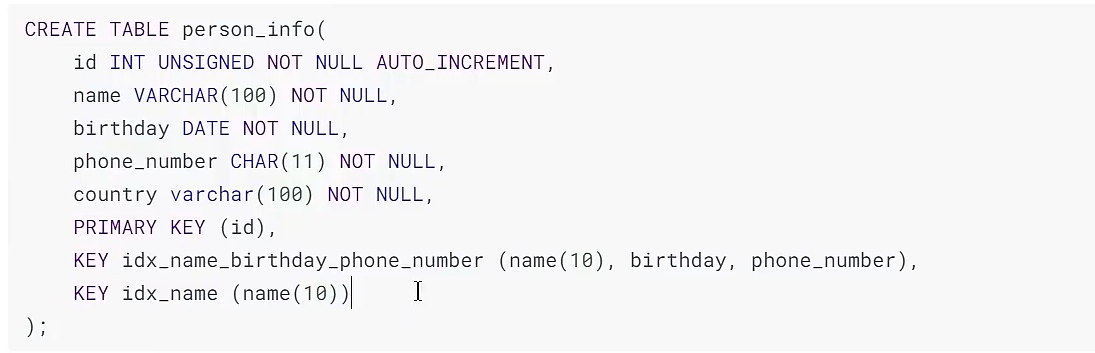 CREATE TABLE person_info(
    id INT UNSIGNED NOT NULL AUTO_INCREMENT,
    name VARCHAR(100) NOT NULL,
    birthday DATE NOT NULL,
    phone_number CHAR(11) NOT NULL,
    country varchar(100) NOT NULL,
    PRIMARY KEY (id),
    KEY idx_name_birthday_phone_number (name(10), birthday, phone_number),
    KEY idx_name (name(10))
);